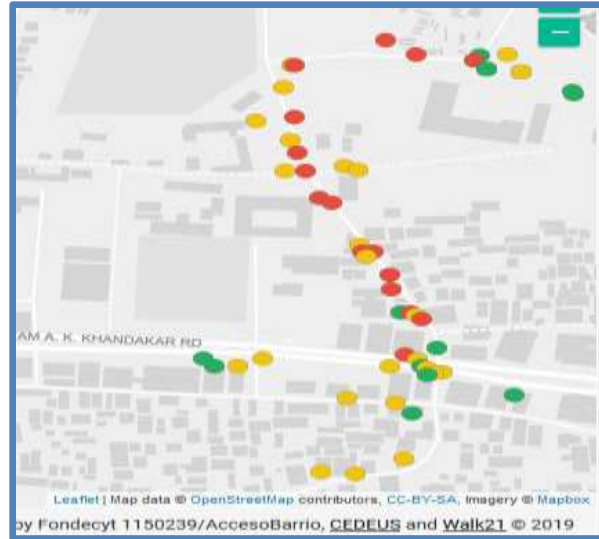 AM A. K. KHANDAKAR RD
Leaflet | Map data © OpenStreetMap contributors, CC-BY-SA, Imagery © Mapbox
by Fondecyt 1150239/AccesoBarrio, CEDEUS and Walk21 © 2019